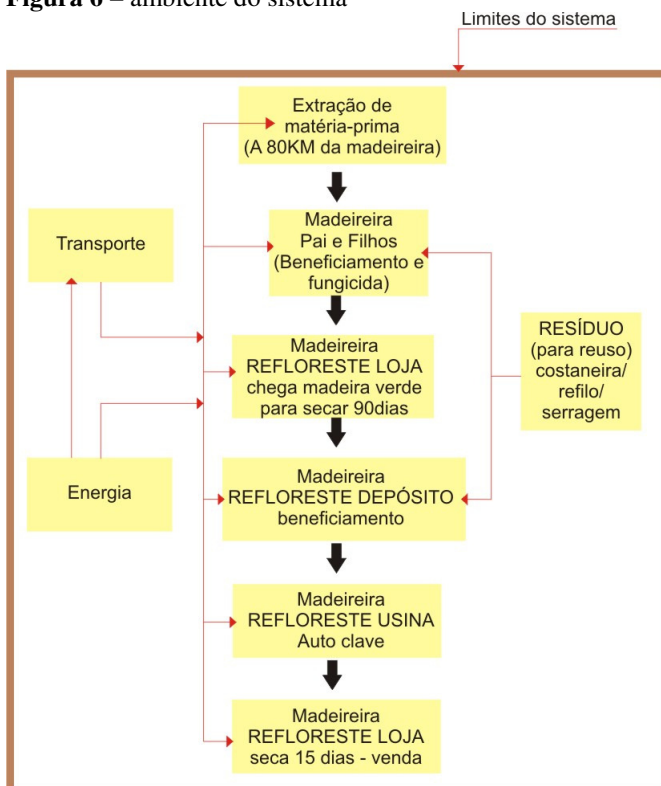 Figura 6 – ambiente do sistema
Limites do sistema
Extração de
matéria-prima
(A 80KM da madeireira)
Transporte
Madeireira
Pai e Filhos
(Beneficiamento e
fungicida)
Madeireira
REFLORESTE LOJA
chega madeira verde
para secar 90dias
RESÍDUO
(para reuso)
costaneira/
refilo/
serragem
Energia
Madeireira
REFLORESTE DEPÓSITO
beneficiamento
Madeireira
REFLORESTE USINA
Auto clave
Madeireira
REFLORESTE LOJA
seca 15 dias - venda